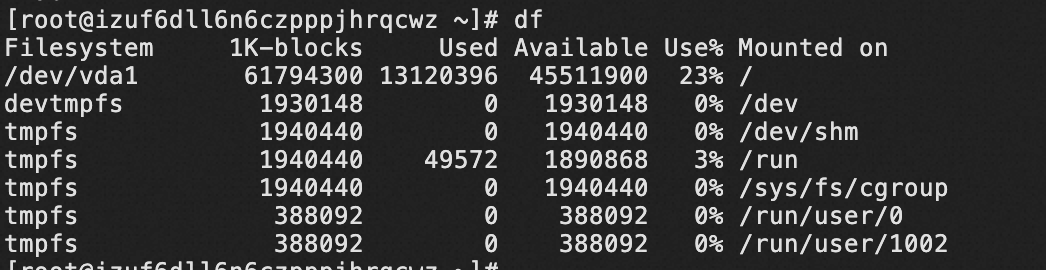 [root@izuf6dll6n6czpppjhrqcwz ~]# df
Filesystem     1K-blocks     Used Available Use% Mounted on
/dev/vda1       61794300 13120396  45511900  23% /
devtmpfs         1930148        0   1930148   0% /dev
tmpfs            1940440        0   1940440   0% /dev/shm
tmpfs            1940440    49572   1890868   3% /run
tmpfs            1940440        0   1940440   0% /sys/fs/cgroup
tmpfs             388092        0    388092   0% /run/user/0
tmpfs             388092        0    388092   0% /run/user/1002
[root@izuf6dll6n6czpppjhrqcwz ~]#